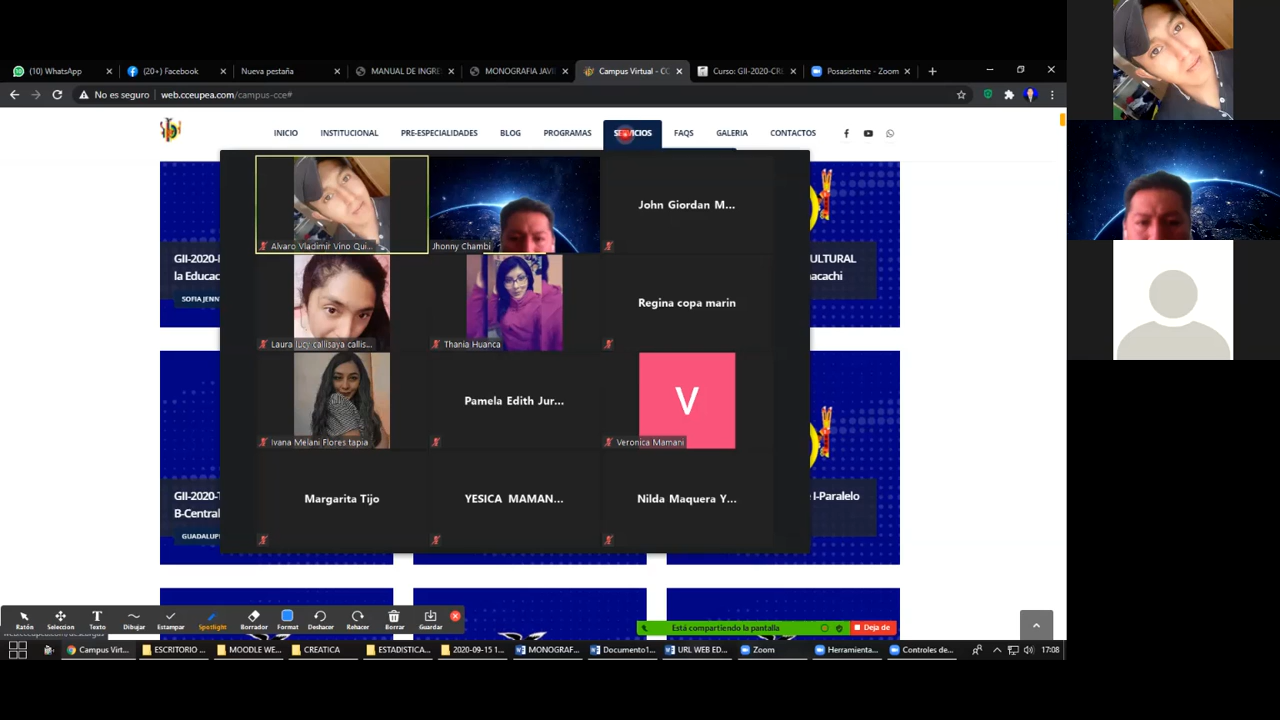 (10) WhatsApp
(20+) Facebook
Nueva pestaña
MANUAL DE INGRE
MONOGRAFIA JAVI
Campus Virtual - CC
Curso: GII-2020-CRE
Posasistente - Zoom
No es seguro
web.cceupea.com/campus-cce#
INICIO
INSTITUCIONAL
PRE-ESPECIALIDADES
BLOG
PROGRAMAS
SERVICIOS
FAQS
GALERIA
CONTACTOS
Alvaro Vladimir Vino Qui...
Jhonny Chambi
John Giordan M...
GII-2020-
la Educac
SOFIA JENN
CULTURAL
nacachi
Laura lucy callisaya callis...
Thania Huanca
Regina copa marin
Ivana Melani Flores tapia
Pamela Edith Jur...
V
Veronica Mamani
Margarita Tijo
YESICA MAMAN...
Nilda Maquera Y...
GII-2020-T
B-Central
GUADALUP
I-Paralelo
Ratón
Seleccion
Texto
Dibujar
Estampar
Spotlight
Borrador
Format
Deshacer
Rehacer
Borrar
Guardar
Está compartiendo la pantalla
Deja de
Campus Virt...
ESCRITORIO ...
MOODLE WE...
CREATICA
ESTADISTICA...
2020-09-15 1...
MONOGRAF...
Documento1...
URL WEB ED...
Zoom
Herramienta...
Controles de...
17:08